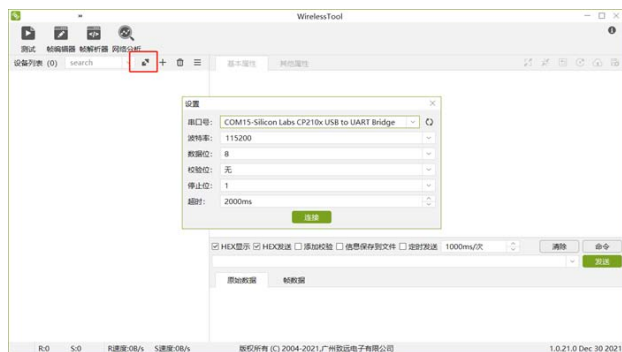 WirelessTool
测试 帧编辑器 帧解析器 网络分析
设备列表 (0) search
基本属性 其他属性
设置
串口号: COM15-Silicon Labs CP210x USB to UART Bridge
波特率: 115200
数据位: 8
校验位: 无
停止位: 1
超时: 2000ms
连接
HEX显示 HEX发送 添加校验 信息保存到文件 定时发送 1000ms/次 清除 命令
发送
原始数据 帧数据
R:0 S:0 R速度:0B/s S速度:0B/s 版权所有 (C) 2004-2021,广州致远电子有限公司 1.0.21.0 Dec 30 2021